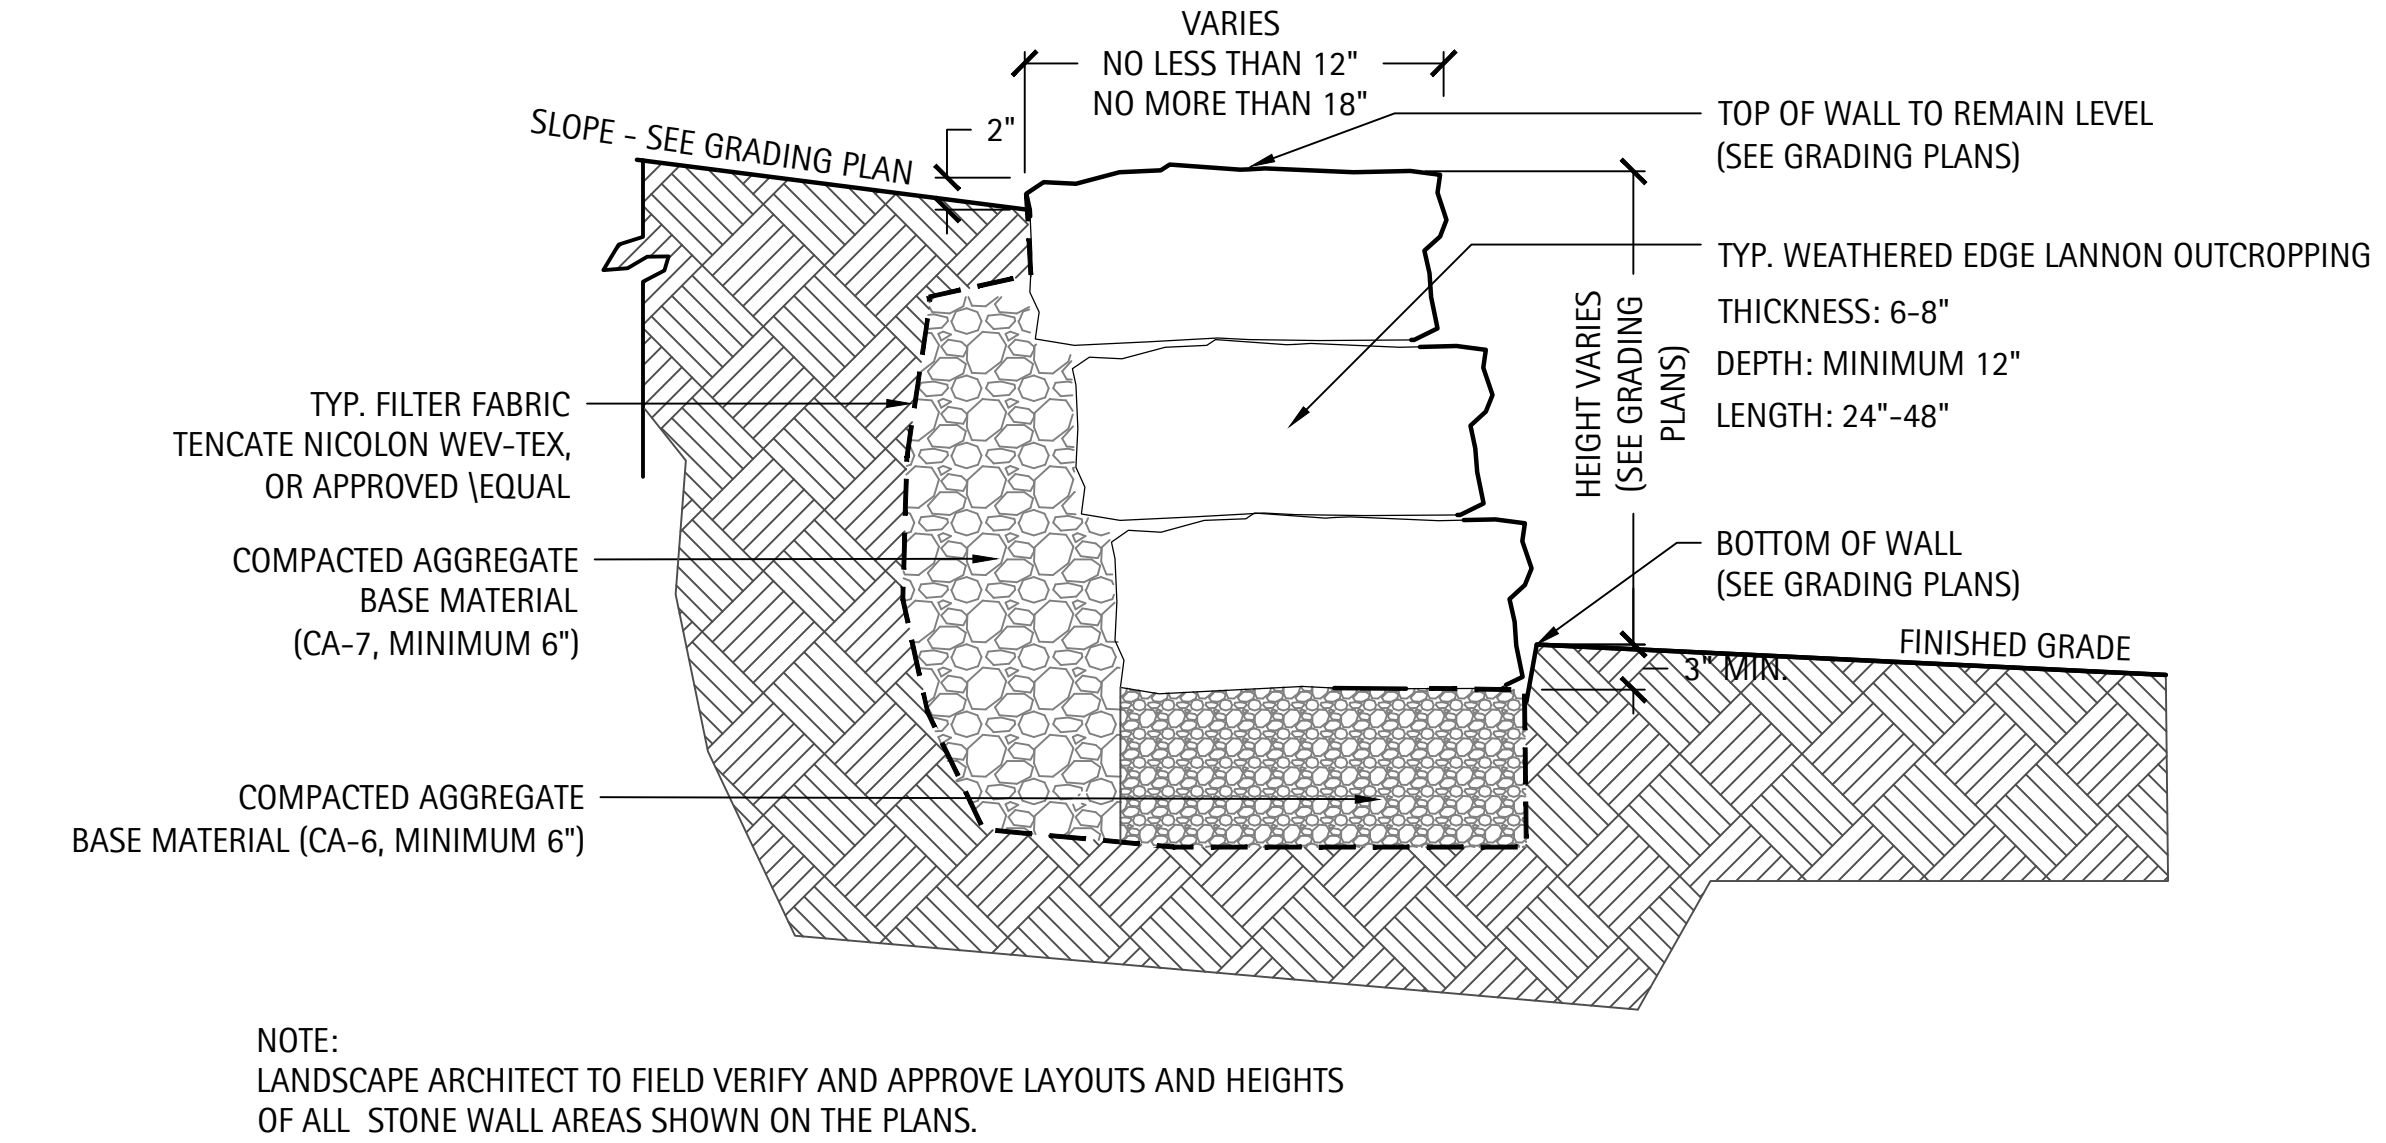 VARIES
NO LESS THAN 12"
NO MORE THAN 18"
SLOPE - SEE GRADING PLAN
2"
TOP OF WALL TO REMAIN LEVEL
(SEE GRADING PLANS)
TYP. WEATHERED EDGE LANNON OUTCROPPING
THICKNESS: 6-8"
DEPTH: MINIMUM 12"
LENGTH: 24"-48"
HEIGHT VARIES
(SEE GRADING
PLANS)
TYP. FILTER FABRIC
TENCATE NICOLON WEV-TEX,
OR APPROVED \EQUAL
COMPACTED AGGREGATE
BASE MATERIAL
(CA-7, MINIMUM 6")
BOTTOM OF WALL
(SEE GRADING PLANS)
FINISHED GRADE
3" MIN.
COMPACTED AGGREGATE
BASE MATERIAL (CA-6, MINIMUM 6")
NOTE:
LANDSCAPE ARCHITECT TO FIELD VERIFY AND APPROVE LAYOUTS AND HEIGHTS
OF ALL  STONE WALL AREAS SHOWN ON THE PLANS.